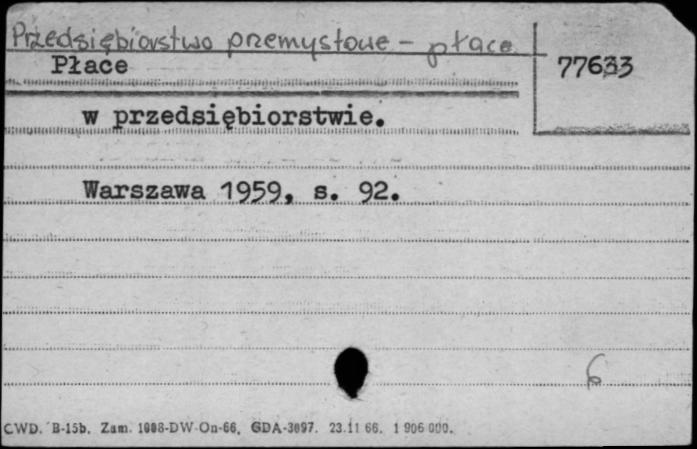 Przedsiębiorstwo przemysłowe - płace
Płace
77633
w przedsiębiorstwie.
Warszawa 1959, s. 92.
6
CWD. B-15b. Zam. 1008-DW-On-66. GDA-3097. 23.11 66. 1 906 000.